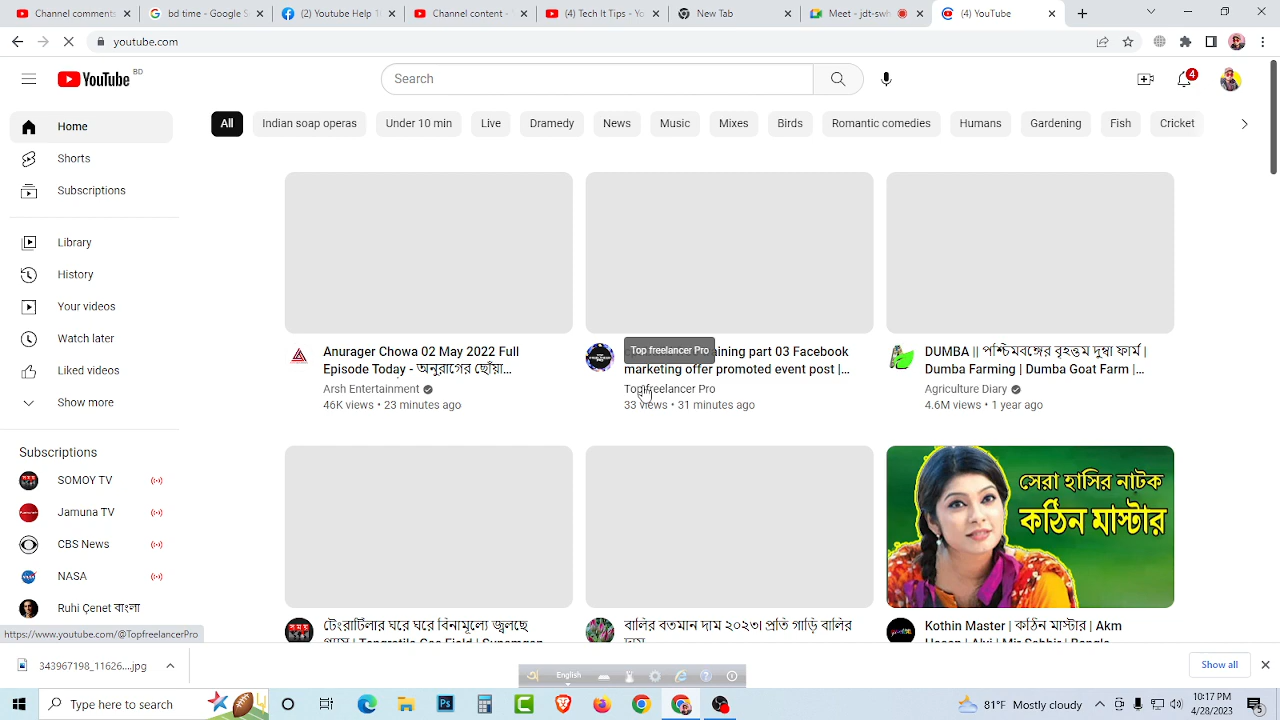 Channel comments
bd time - Google S
(2) Youtube Help 1
Channel content -
(4) Tech It Tips - Yo
New Tab
Meet - jdt-swh
(4) YouTube
youtube.com
YouTube BD
Search
4
All
Indian soap operas
Under 10 min
Live
Dramedy
News
Music
Mixes
Birds
Romantic comedies
Humans
Gardening
Fish
Cricket
Home
Shorts
Subscriptions
Library
History
Your videos
Watch later
Liked videos
Show more
Subscriptions
SOMOY TV
Jamuna TV
CBS News
NASA
Ruhi Çenet বাংলা
Anurager Chowa 02 May 2022 Full
Episode Today - অনুরাগের ছোঁয়া...
Arsh Entertainment
46K views • 23 minutes ago
Top freelancer Pro
part 03 Facebook
marketing offer promoted event post |...
Top freelancer Pro
33 views • 31 minutes ago
DUMBA || পশ্চিমবঙ্গের বৃহত্তম দুম্বা ফার্ম |
Dumba Farming | Dumba Goat Farm |...
Agriculture Diary
4.6M views • 1 year ago
সেরা হাসির নাটক
কঠিন মাস্টার
টেংরাটিলার ঘরে ঘরে বিনামূল্যে জ্বলছে
বালির বর্তমান দাম ২০২৩। প্রতি গাড়ি বালির
Kothin Master | কঠিন মাস্টার | Akm
https://www.youtube.com/@TopfreelancerPro
343967198_11626....jpg
Show all
English
Type here to search
81°F Mostly cloudy
10:17 PM
4/28/2023
5